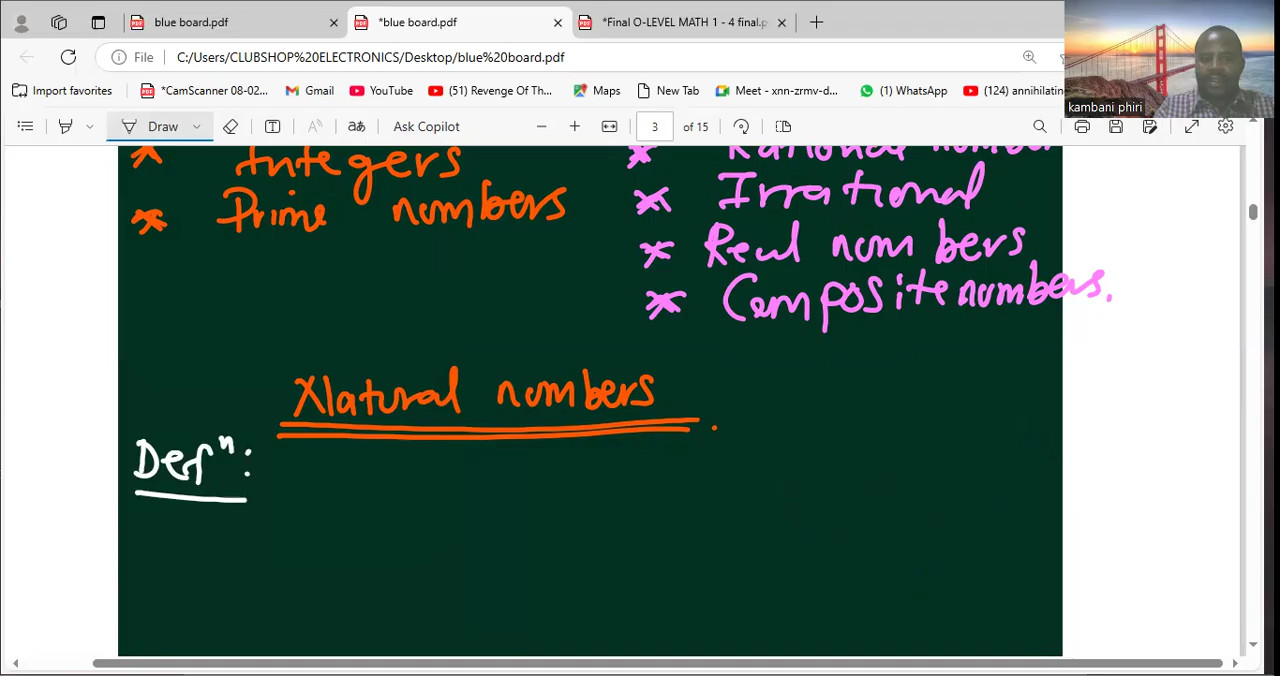 blue board.pdf
*blue board.pdf
*Final O-LEVEL MATH 1 - 4 final.p
File
C:/Users/CLUBSHOP%20ELECTRONICS/Desktop/blue%20board.pdf
Import favorites
*CamScanner 08-02...
Gmail
YouTube
(51) Revenge Of Th...
Maps
New Tab
Meet - xnn-zrmv-d...
(1) WhatsApp
(124) annihilatin
kambani phiri
Draw
Ask Copilot
3 of 15
* Integers
* Prime numbers
* Rational number
* Irrational
* Real numbers
* Composite numbers.
Natural numbers.
Defⁿ: